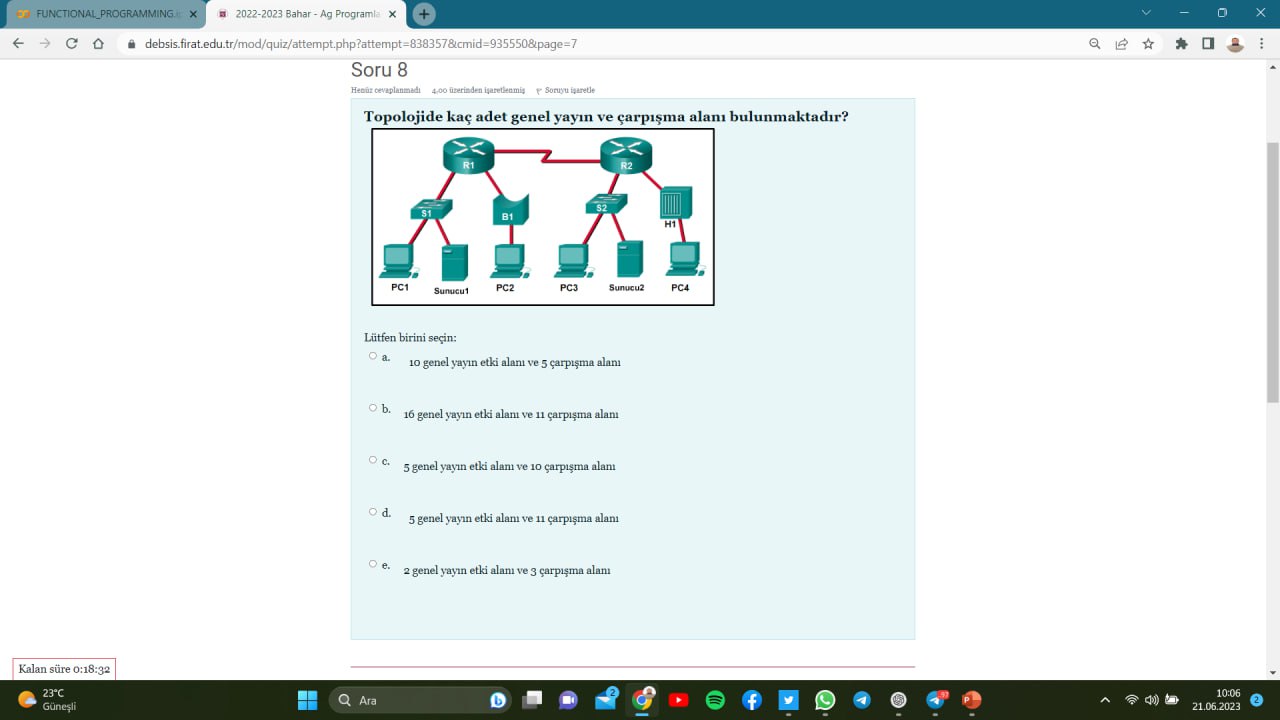 FUNCTIONAL_PROGRAMMING.i
2022-2023 Bahar - Ag Programla
debsis.firat.edu.tr/mod/quiz/attempt.php?attempt=838357&cmid=935550&page=7
Soru 8
Henüz cevaplanmadı 4,00 üzerinden işaretlenmiş Soruyu işaretle
Topolojide kaç adet genel yayın ve çarpışma alanı bulunmaktadır?
R1 R2
S1 B1 S2 H1
PC1 Sunucu1 PC2 PC3 Sunucu2 PC4
Lütfen birini seçin:
a. 10 genel yayın etki alanı ve 5 çarpışma alanı
b. 16 genel yayın etki alanı ve 11 çarpışma alanı
c. 5 genel yayın etki alanı ve 10 çarpışma alanı
d. 5 genel yayın etki alanı ve 11 çarpışma alanı
e. 2 genel yayın etki alanı ve 3 çarpışma alanı
Kalan süre 0:18:32
23°C
Güneşli
Ara
2
97
10:06
21.06.2023
2